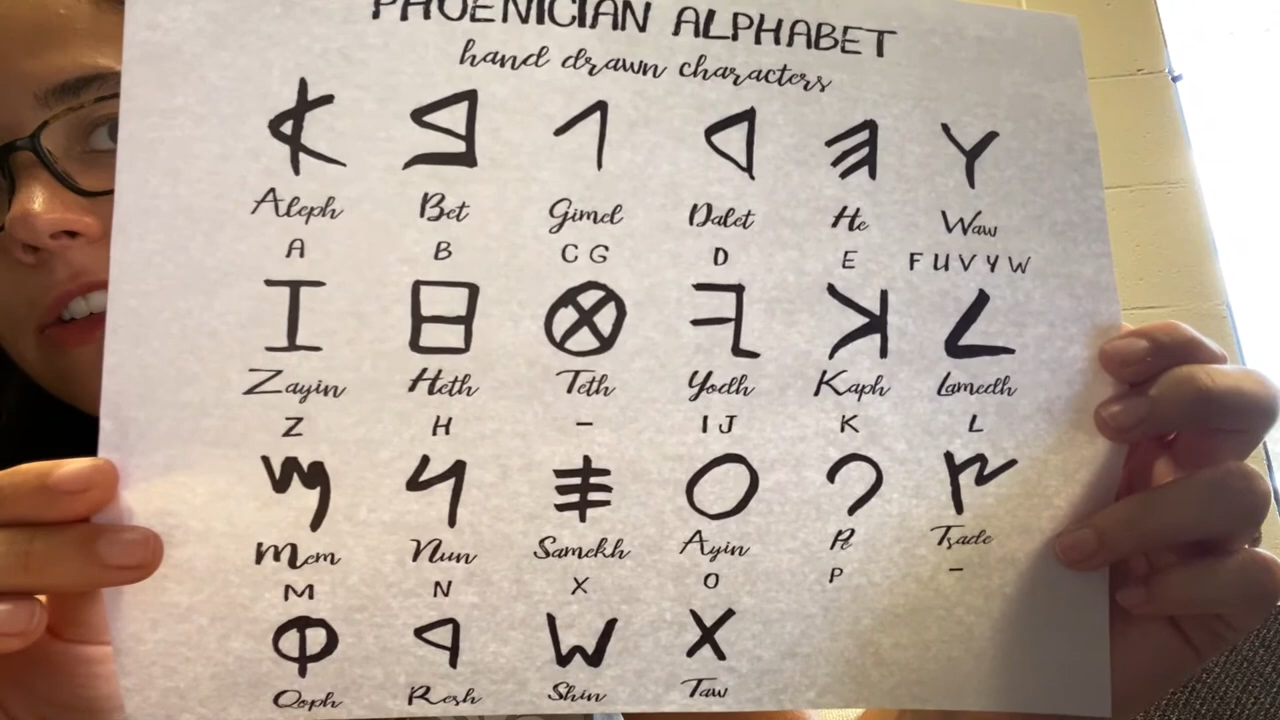 PHOENICIAN ALPHABET
hand drawn characters
𐤀 𐤁 𐤂 𐤃 𐤄 𐤅
Aleph Bet Gimel Dalet He Waw
A B C G D E F U V Y W
𐤆 𐤇 𐤈 𐤉 𐤊 𐤋
Zayin Heth Teth Yodh Kaph Lamedh
Z H – I J K L
𐤌 𐤍 𐤎 𐤏 𐤐 𐤑
Mem Nun Samekh Ayin Pe Tsade
M N X O P –
𐤒 𐤓 𐤔 𐤕
Qoph Resh Shin Taw